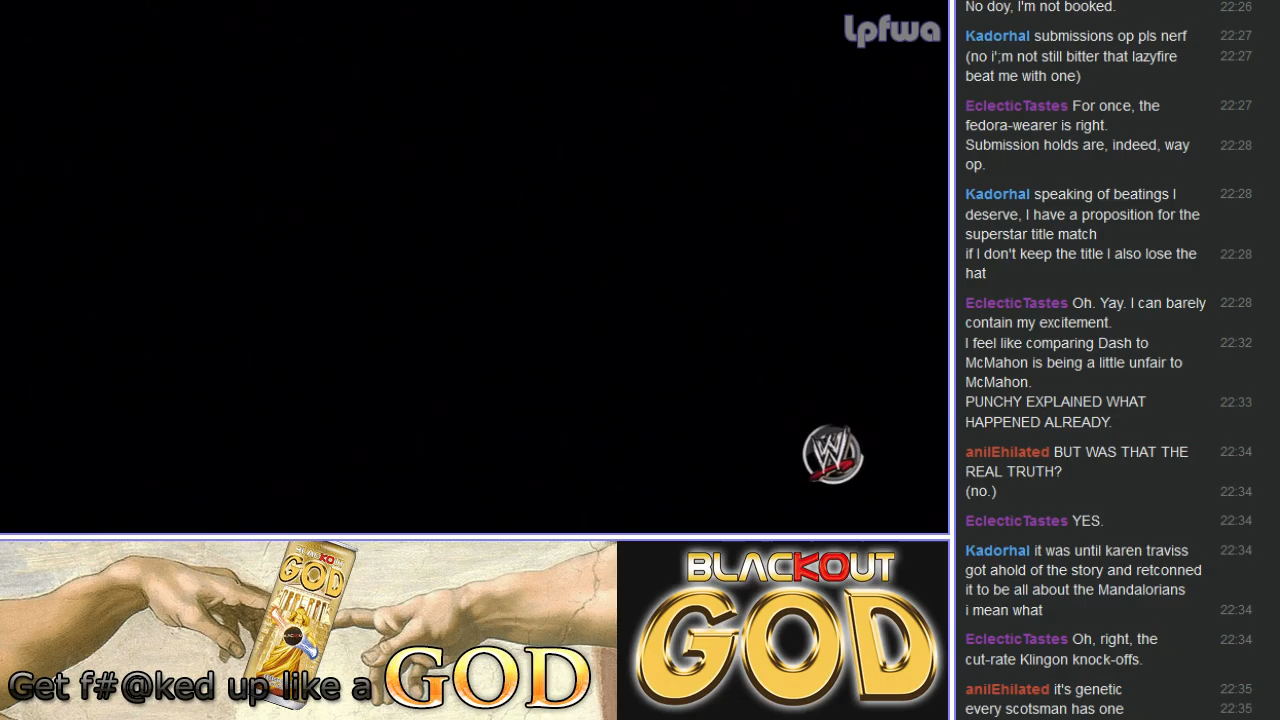 Lpfwa
W
BLACKO
GOD
BLACKOUT
Get f#@ked up like a GOD
BLACKOUT
GOD
No doy, I'm not booked. 22:26
Kadorhal submissions op pls nerf 22:27
(no i';m not still bitter that lazyfire 22:27
beat me with one)
EclecticTastes For once, the 22:27
fedora-wearer is right.
Submission holds are, indeed, way 22:28
op.
Kadorhal speaking of beatings I 22:28
deserve, I have a proposition for the
superstar title match
if I don't keep the title I also lose the 22:28
hat
EclecticTastes Oh. Yay. I can barely 22:28
contain my excitement.
I feel like comparing Dash to 22:32
McMahon is being a little unfair to
McMahon.
PUNCHY EXPLAINED WHAT 22:33
HAPPENED ALREADY.
anilEhilated BUT WAS THAT THE 22:34
REAL TRUTH?
(no.) 22:34
EclecticTastes YES. 22:34
Kadorhal it was until karen traviss 22:34
got ahold of the story and retconned
it to be all about the Mandalorians
i mean what 22:34
EclecticTastes Oh, right, the 22:34
cut-rate Klingon knock-offs.
anilEhilated it's genetic 22:35
every scotsman has one 22:35